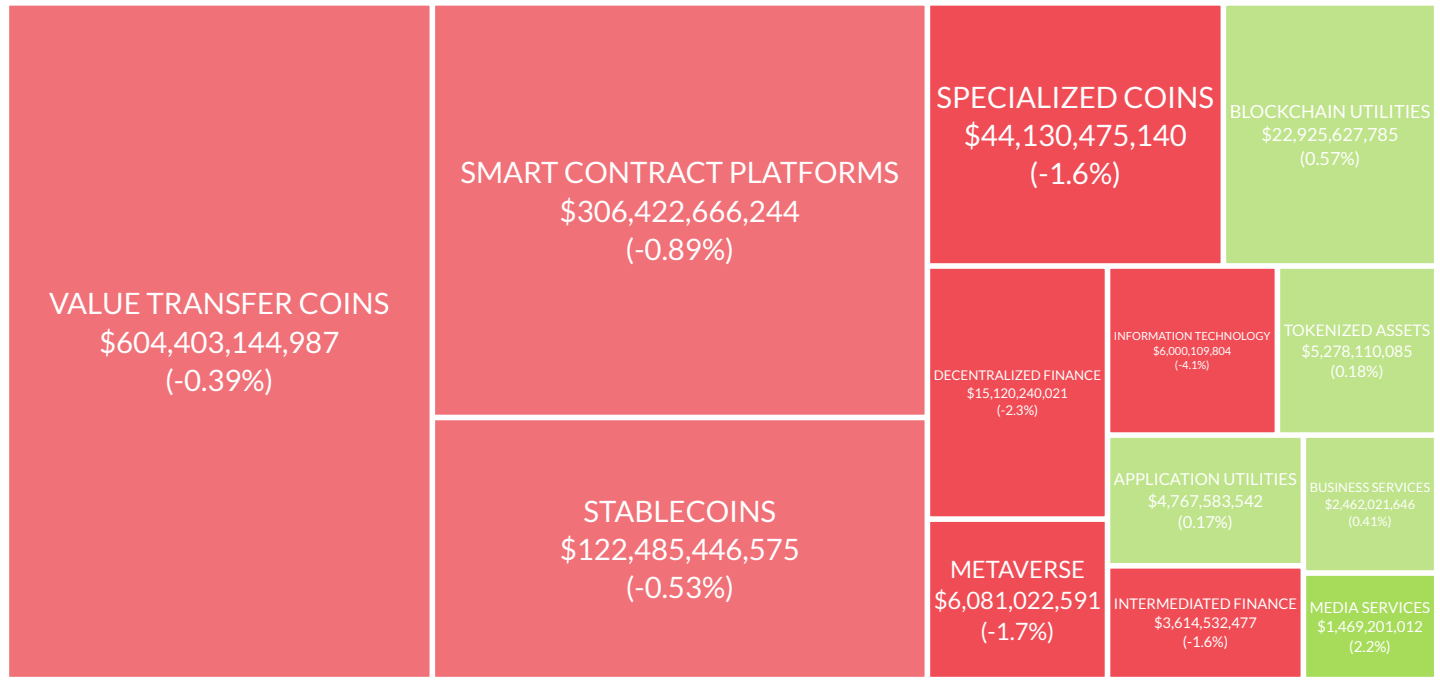 VALUE TRANSFER COINS
$604,403,144,987
(-0.39%)
SMART CONTRACT PLATFORMS
$306,422,666,244
(-0.89%)
STABLECOINS
$122,485,446,575
(-0.53%)
SPECIALIZED COINS
$44,130,475,140
(-1.6%)
BLOCKCHAIN UTILITIES
$22,925,627,785
(0.57%)
DECENTRALIZED FINANCE
$15,120,240,021
(-2.3%)
METAVERSE
$6,081,022,591
(-1.7%)
INFORMATION TECHNOLOGY
$6,000,109,804
(-4.1%)
TOKENIZED ASSETS
$5,278,110,085
(0.18%)
APPLICATION UTILITIES
$4,767,583,542
(0.17%)
BUSINESS SERVICES
$2,462,021,646
(0.41%)
INTERMEDIATED FINANCE
$3,614,532,477
(-1.6%)
MEDIA SERVICES
$1,469,201,012
(2.2%)